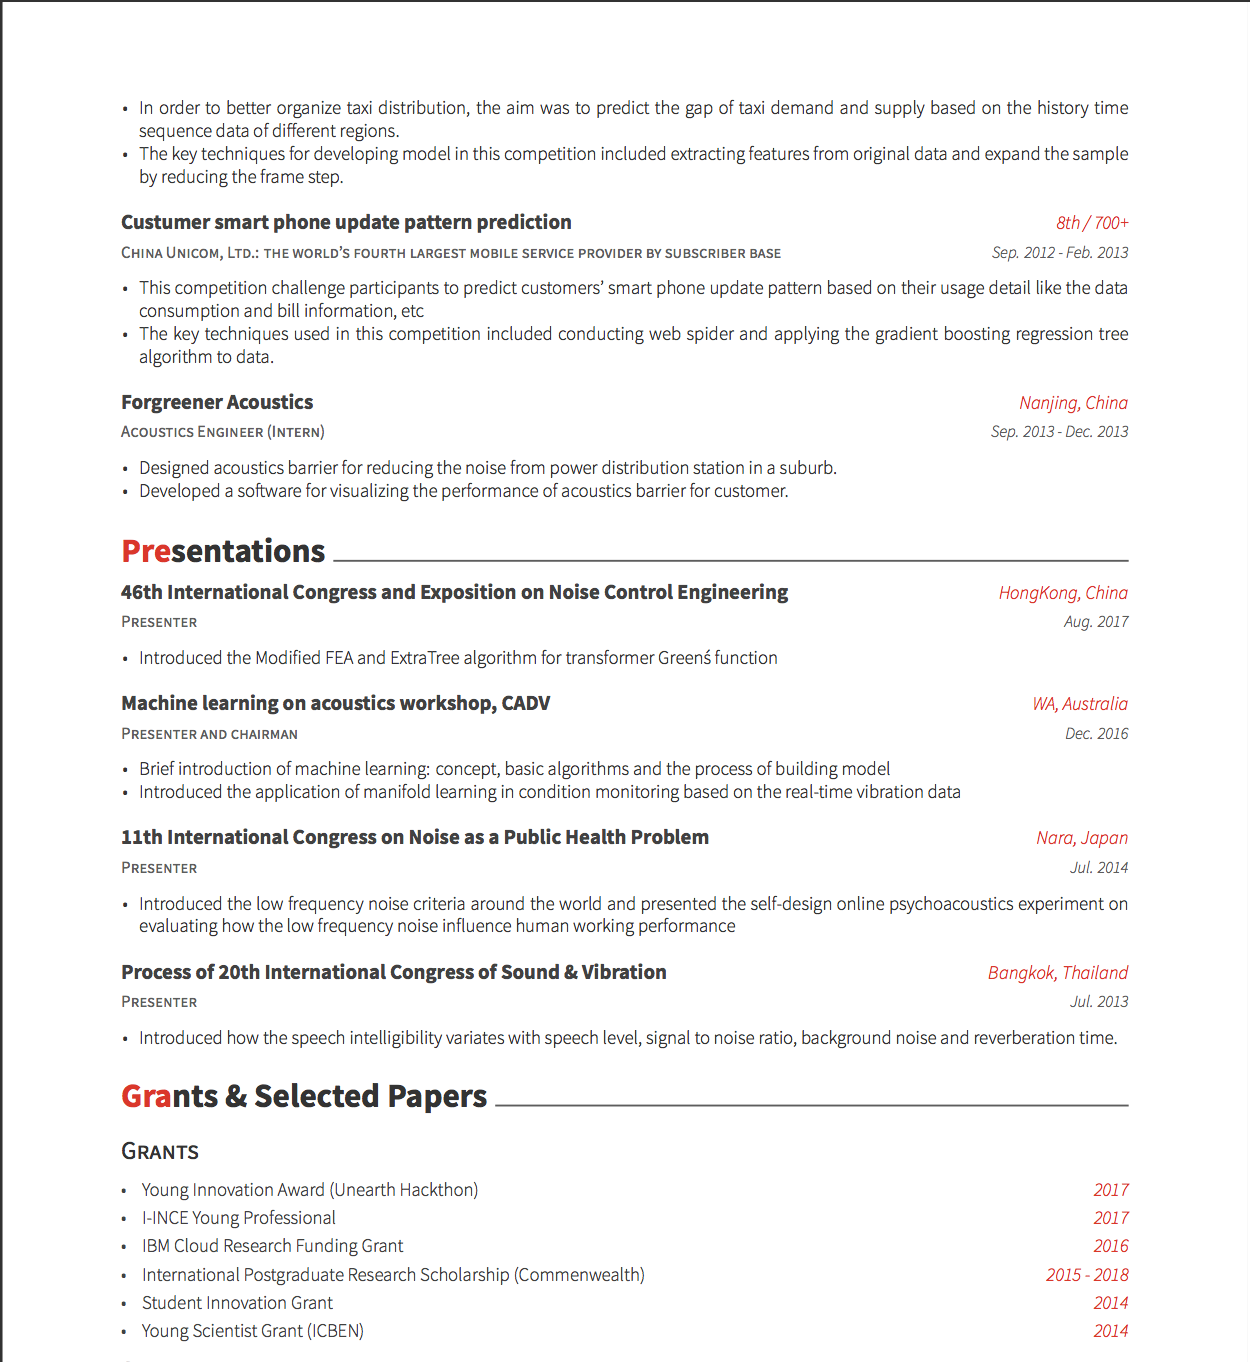 • In order to better organize taxi distribution, the aim was to predict the gap of taxi demand and supply based on the history time
sequence data of different regions.
• The key techniques for developing model in this competition included extracting features from original data and expand the sample
by reducing the frame step.
Custumer smart phone update pattern prediction 8th / 700+
China Unicom, Ltd.: the world’s fourth largest mobile service provider by subscriber base Sep. 2012 - Feb. 2013
• This competition challenge participants to predict customers’ smart phone update pattern based on their usage detail like the data
consumption and bill information, etc
• The key techniques used in this competition included conducting web spider and applying the gradient boosting regression tree
algorithm to data.
Forgreener Acoustics Nanjing, China
Acoustics Engineer (Intern) Sep. 2013 - Dec. 2013
• Designed acoustics barrier for reducing the noise from power distribution station in a suburb.
• Developed a software for visualizing the performance of acoustics barrier for customer.
Presentations
46th International Congress and Exposition on Noise Control Engineering HongKong, China
Presenter Aug. 2017
• Introduced the Modified FEA and ExtraTree algorithm for transformer Greenś function
Machine learning on acoustics workshop, CADV WA, Australia
Presenter and chairman Dec. 2016
• Brief introduction of machine learning: concept, basic algorithms and the process of building model
• Introduced the application of manifold learning in condition monitoring based on the real-time vibration data
11th International Congress on Noise as a Public Health Problem Nara, Japan
Presenter Jul. 2014
• Introduced the low frequency noise criteria around the world and presented the self-design online psychoacoustics experiment on
evaluating how the low frequency noise influence human working performance
Process of 20th International Congress of Sound & Vibration Bangkok, Thailand
Presenter Jul. 2013
• Introduced how the speech intelligibility variates with speech level, signal to noise ratio, background noise and reverberation time.
Grants & Selected Papers
Grants
• Young Innovation Award (Unearth Hackthon) 2017
• I-INCE Young Professional 2017
• IBM Cloud Research Funding Grant 2016
• International Postgraduate Research Scholarship (Commenwealth) 2015 - 2018
• Student Innovation Grant 2014
• Young Scientist Grant (ICBEN) 2014